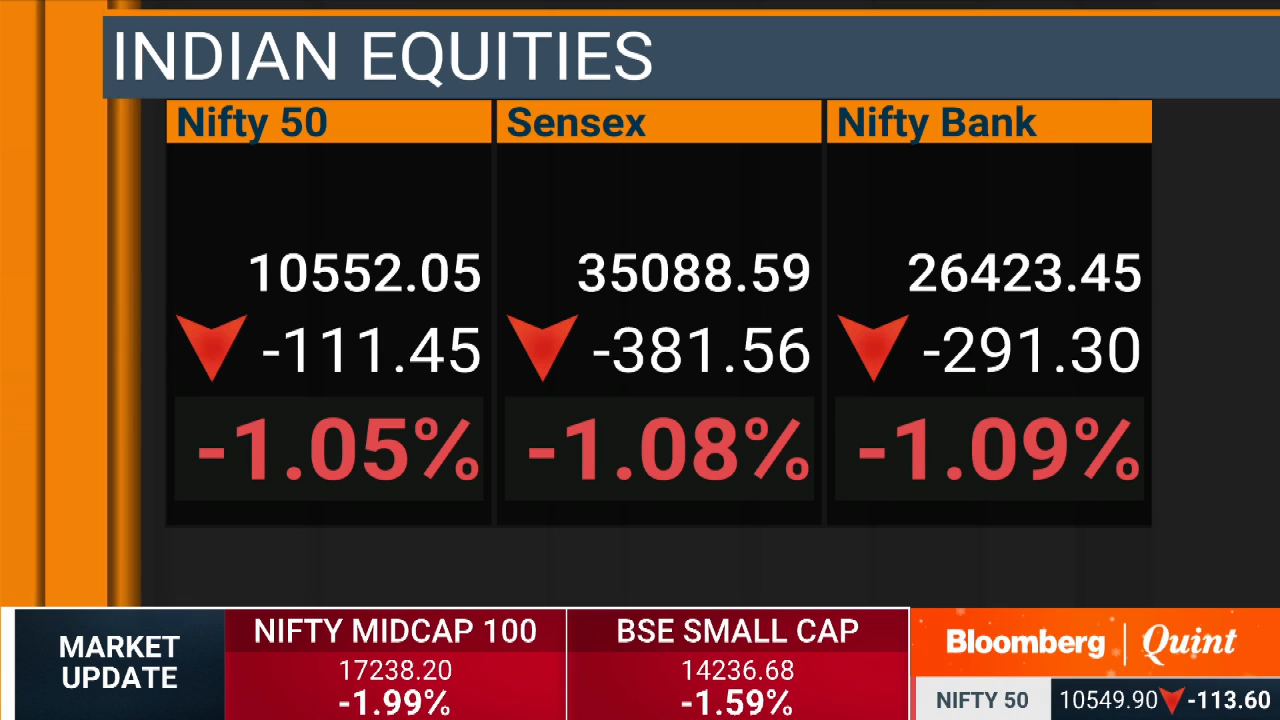 INDIAN EQUITIES
Nifty 50
10552.05
-111.45
-1.05%
Sensex
35088.59
-381.56
-1.08%
Nifty Bank
26423.45
-291.30
-1.09%
MARKET
UPDATE
NIFTY MIDCAP 100
17238.20
-1.99%
BSE SMALL CAP
14236.68
-1.59%
Bloomberg | Quint
NIFTY 50 10549.90 -113.60